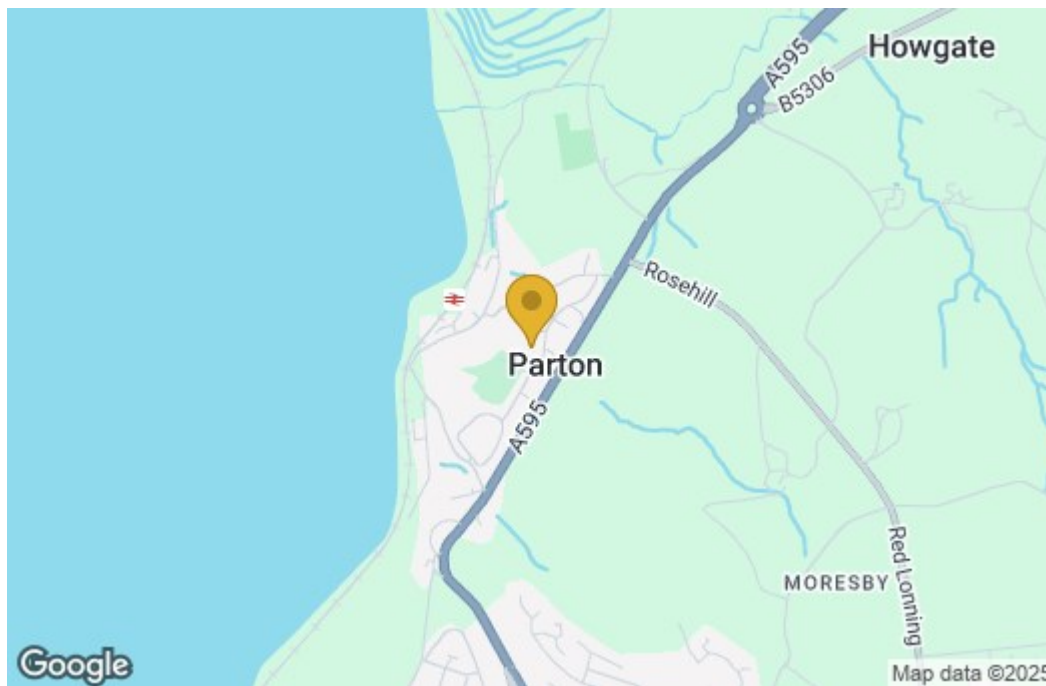 Howgate
A595
B5306
Rosehill
Parton
A595
Red Lonning
MORESBY
Google
Map data ©2025